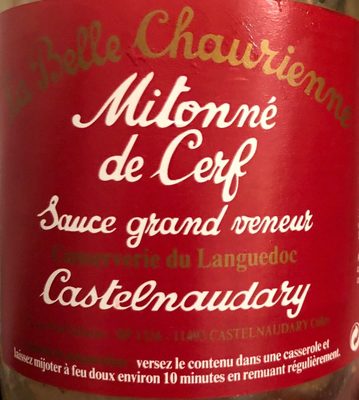 La Belle Chaurienne
Mitonné
de Cerf
Sauce grand veneur
Conserverie du Languedoc
Castelnaudary
11493 CASTELNAUDARY
versez le contenu dans une casserole et
laissez mijoter à feu doux environ 10 minutes en remuant régulièrement.